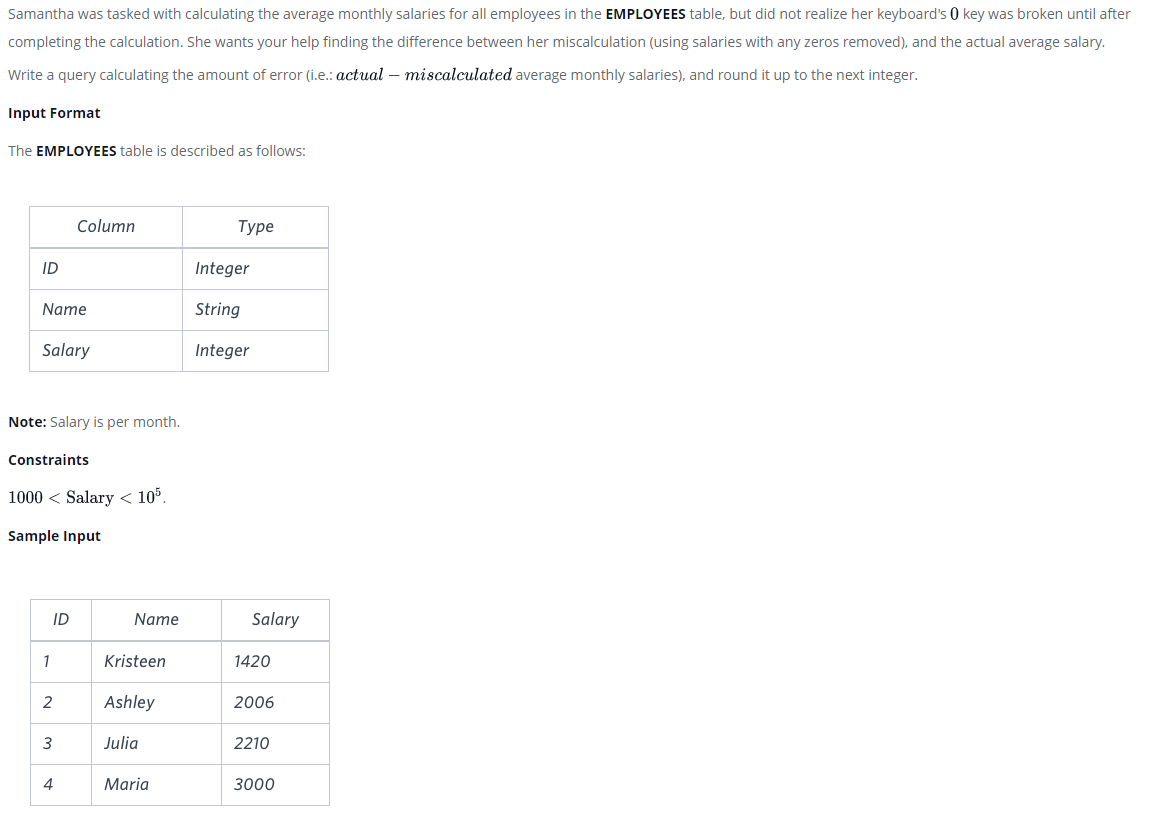 Samantha was tasked with calculating the average monthly salaries for all employees in the EMPLOYEES table, but did not realize her keyboard's 0 key was broken until after
completing the calculation. She wants your help finding the difference between her miscalculation (using salaries with any zeros removed), and the actual average salary.
Write a query calculating the amount of error (i.e.: actual − miscalculated average monthly salaries), and round it up to the next integer.
Input Format
The EMPLOYEES table is described as follows:
Column Type
ID Integer
Name String
Salary Integer
Note: Salary is per month.
Constraints
1000 < Salary < 10⁵.
Sample Input
ID Name Salary
1 Kristeen 1420
2 Ashley 2006
3 Julia 2210
4 Maria 3000